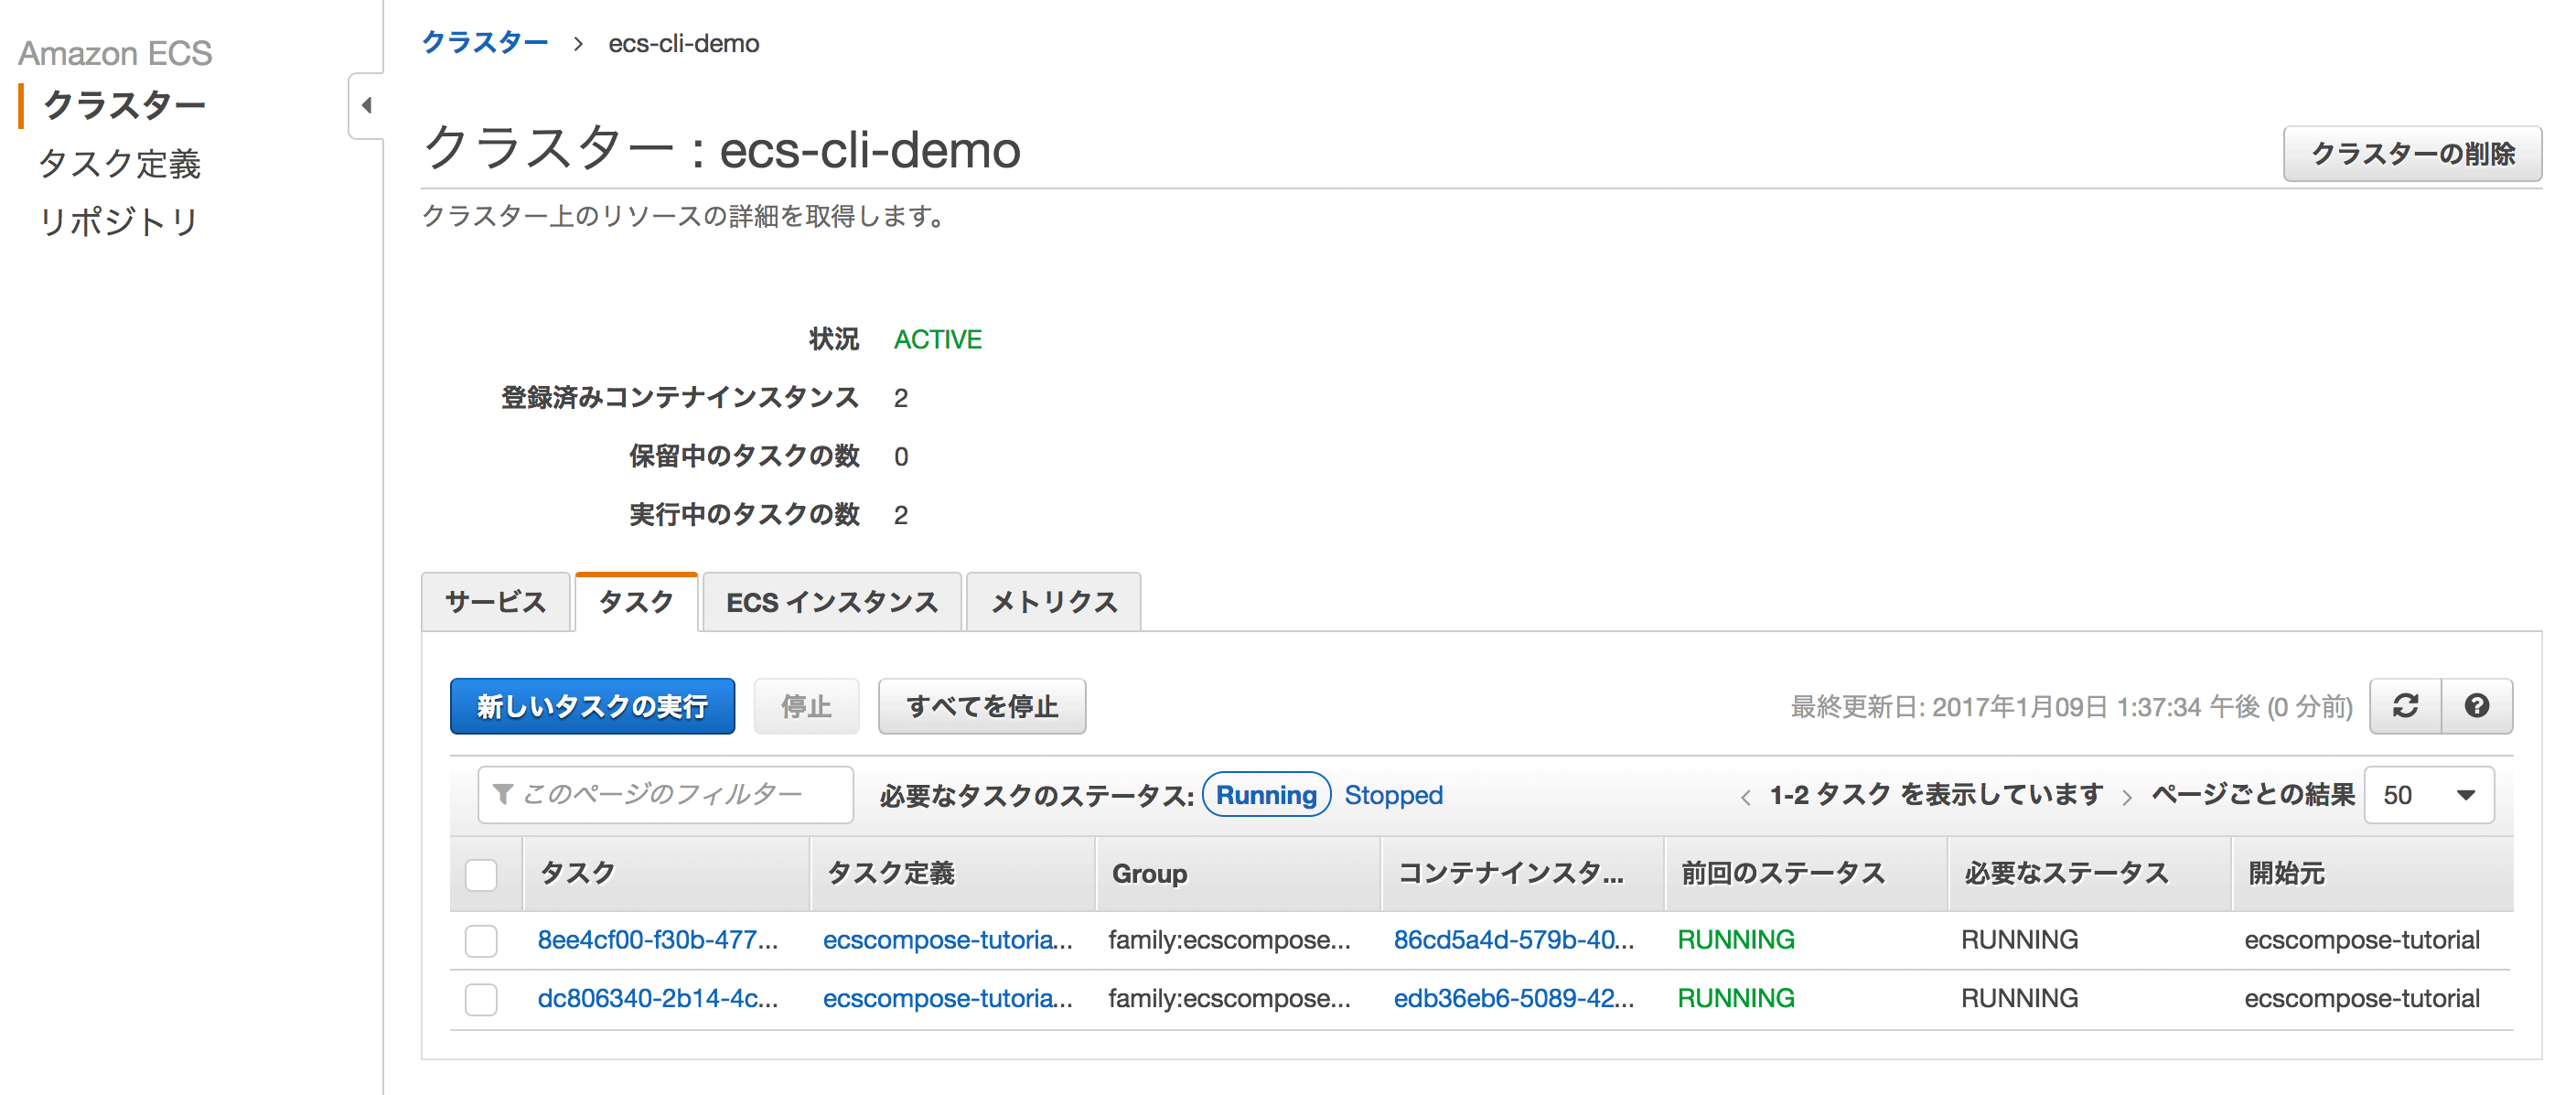 Amazon ECS
クラスター
タスク定義
リポジトリ
クラスター > ecs-cli-demo
クラスター : ecs-cli-demo
クラスターの削除
クラスター上のリソースの詳細を取得します。
状況 ACTIVE
登録済みコンテナインスタンス 2
保留中のタスクの数 0
実行中のタスクの数 2
サービス タスク ECS インスタンス メトリクス
新しいタスクの実行 停止 すべてを停止 最終更新日: 2017年1月09日 1:37:34 午後 (0 分前)
このページのフィルター 必要なタスクのステータス: Running Stopped < 1-2 タスク を表示しています > ページごとの結果 50
タスク タスク定義 Group コンテナインスタ... 前回のステータス 必要なステータス 開始元
8ee4cf00-f30b-477... ecscompose-tutoria... family:ecscompose... 86cd5a4d-579b-40... RUNNING RUNNING ecscompose-tutorial
dc806340-2b14-4c... ecscompose-tutoria... family:ecscompose... edb36eb6-5089-42... RUNNING RUNNING ecscompose-tutorial